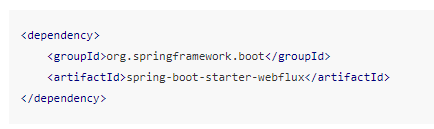 <dependency>
    <groupId>org.springframework.boot</groupId>
    <artifactId>spring-boot-starter-webflux</artifactId>
</dependency>